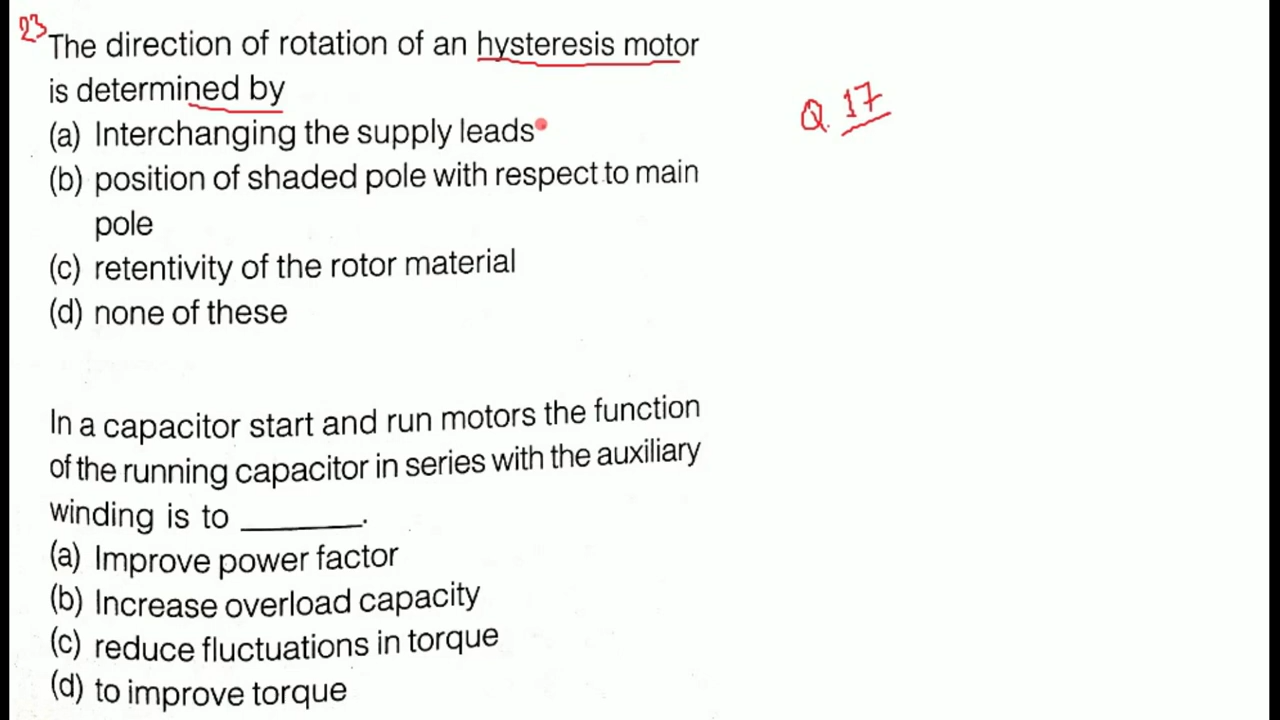 23
The direction of rotation of an hysteresis motor
is determined by
(a) Interchanging the supply leads
(b) position of shaded pole with respect to main
pole
(c) retentivity of the rotor material
(d) none of these
Q. 17
In a capacitor start and run motors the function
of the running capacitor in series with the auxiliary
winding is to ________.
(a) Improve power factor
(b) Increase overload capacity
(c) reduce fluctuations in torque
(d) to improve torque